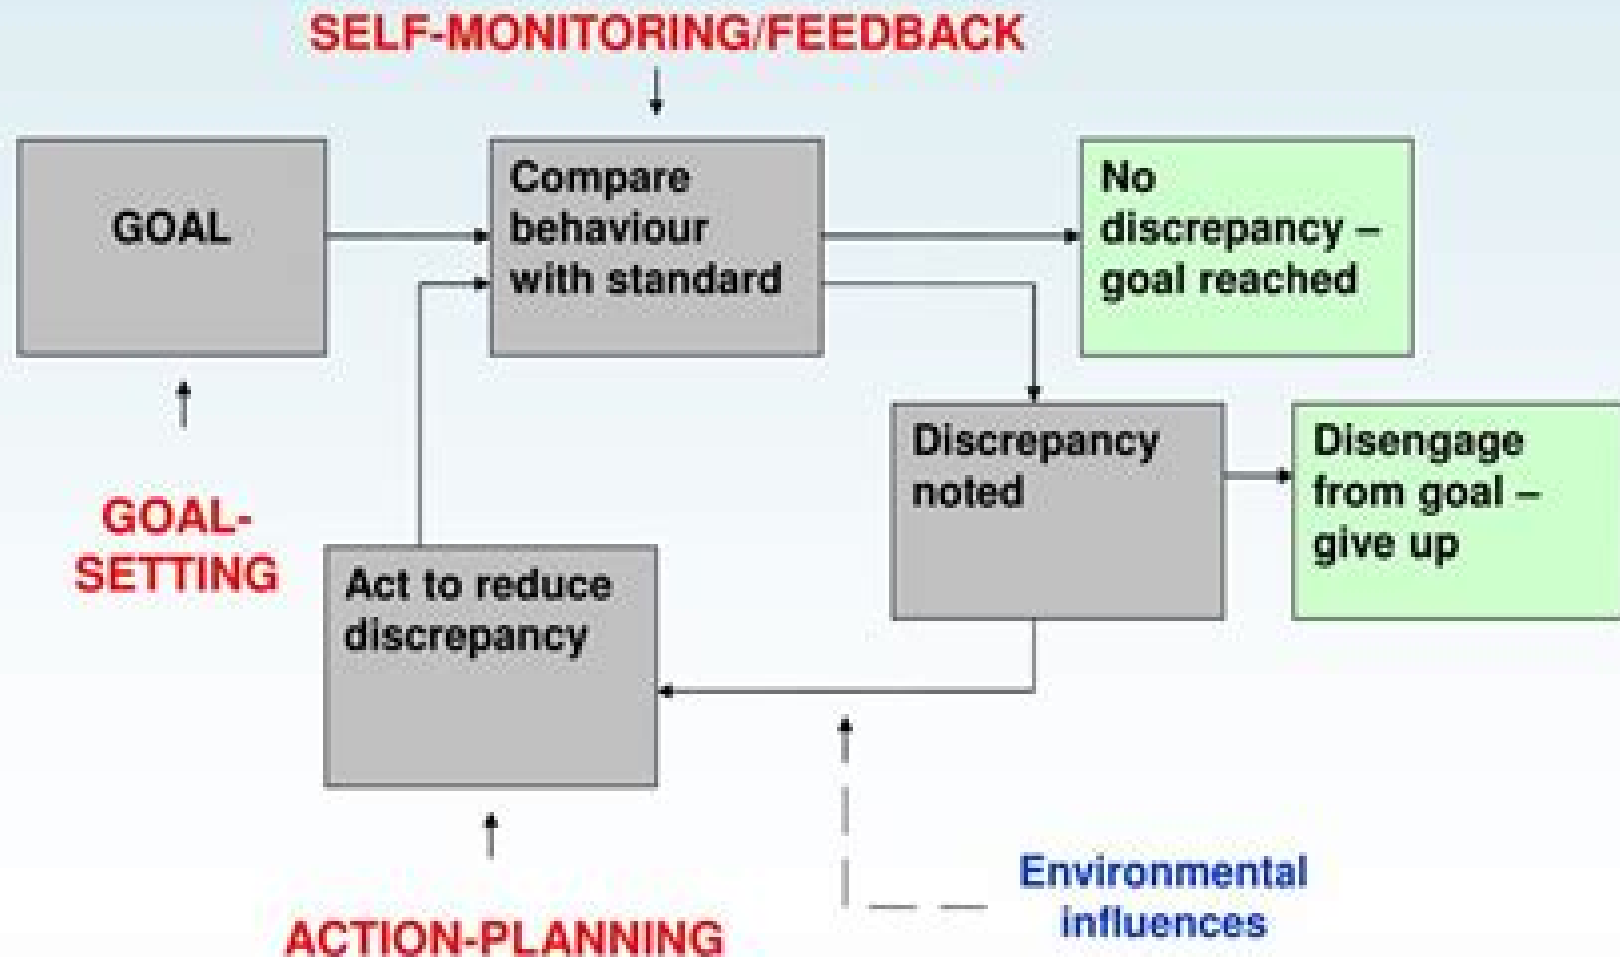 SELF-MONITORING/FEEDBACK
GOAL
Compare
behaviour
with standard
No
discrepancy –
goal reached
Discrepancy
noted
Disengage
from goal –
give up
GOAL-
SETTING
Act to reduce
discrepancy
Environmental
influences
ACTION-PLANNING